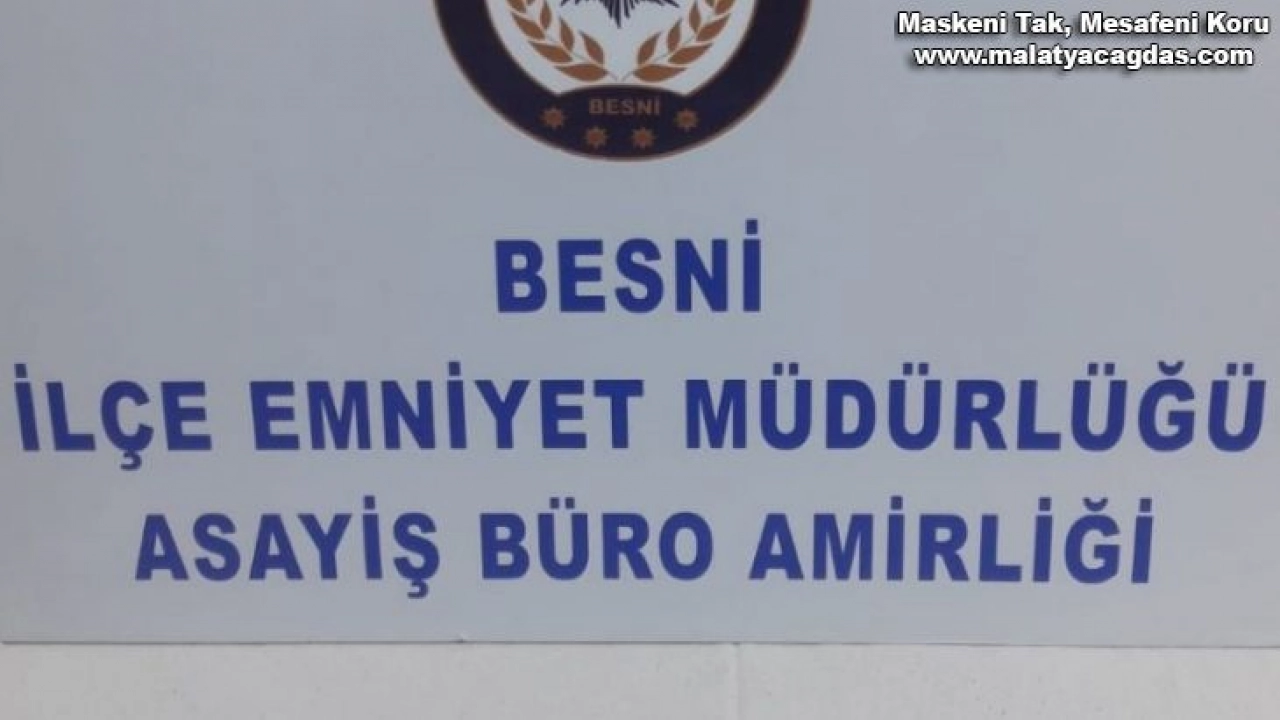 Maskeni Tak, Mesafeni Koru
www.malatyacagdas.com
BESNİ
BESNİ
İLÇE EMNİYET MÜDÜRLÜĞÜ
ASAYİŞ BÜRO AMİRLİĞİ